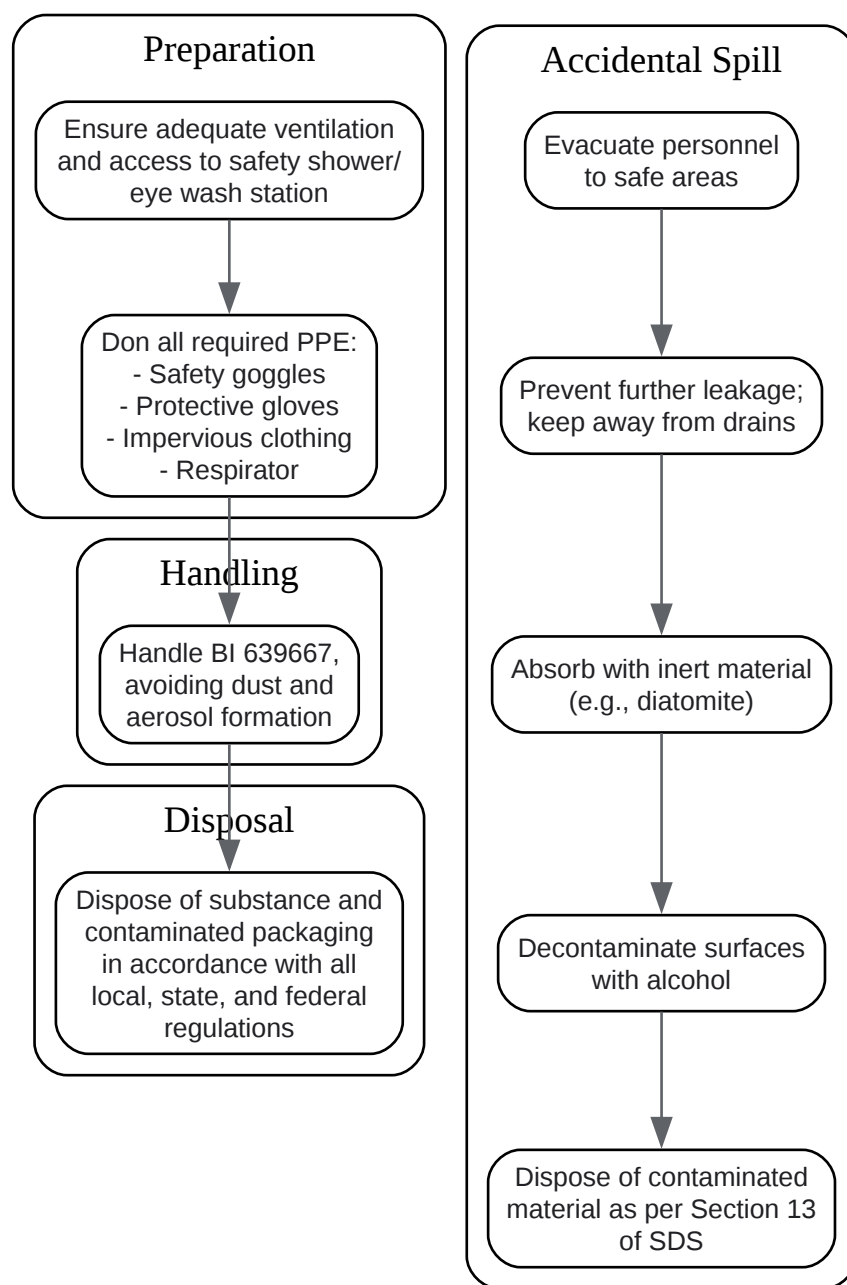 Preparation
Ensure adequate ventilation
and access to safety shower/
eye wash station
Don all required PPE:
- Safety goggles
- Protective gloves
- Impervious clothing
- Respirator
Handling
Handle BI 639667,
avoiding dust and
aerosol formation
Disposal
Dispose of substance and
contaminated packaging
in accordance with all
local, state, and federal
regulations
Accidental Spill
Evacuate personnel
to safe areas
Prevent further leakage;
keep away from drains
Absorb with inert material
(e.g., diatomite)
Decontaminate surfaces
with alcohol
Dispose of contaminated
material as per Section 13
of SDS